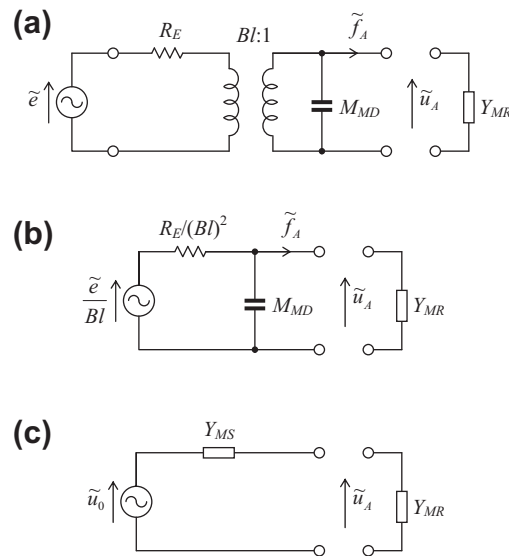 (a)
R_E
Bl:1
f̃_A
ẽ
M_MD
ũ_A
Y_MR
(b)
R_E/(Bl)^2
f̃_A
ẽ
Bl
M_MD
ũ_A
Y_MR
(c)
Y_MS
ũ_0
ũ_A
Y_MR